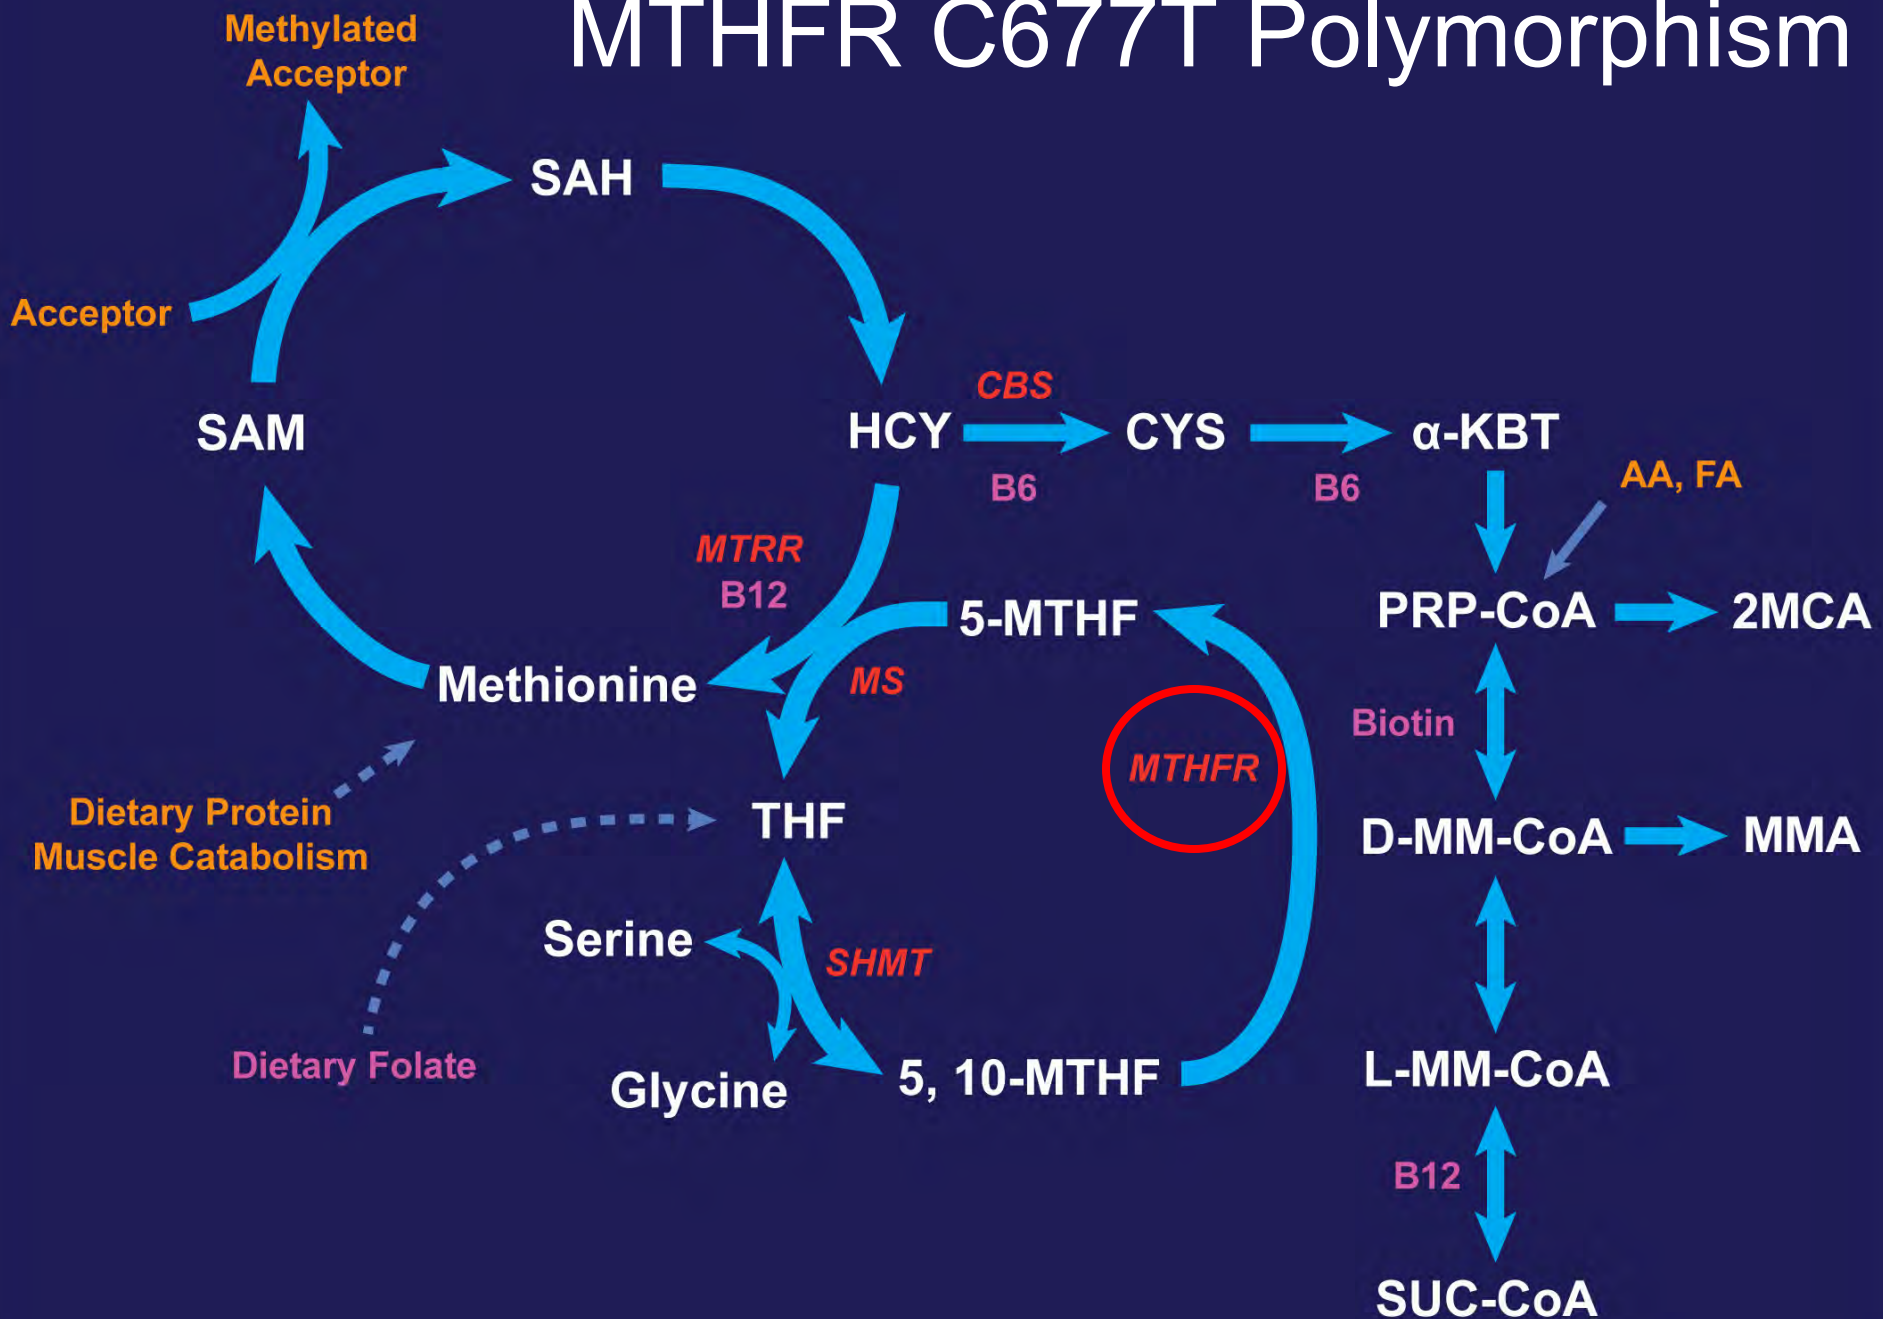 MTHFR C677T Polymorphism
Methylated
Acceptor
SAH
Acceptor
SAM
HCY
CBS
B6
CYS
B6
α-KBT
AA, FA
MTRR
B12
5-MTHF
PRP-CoA
2MCA
Methionine
MS
MTHFR
Biotin
Dietary Protein
Muscle Catabolism
THF
D-MM-CoA
MMA
Serine
SHMT
Dietary Folate
Glycine
5, 10-MTHF
L-MM-CoA
B12
SUC-CoA